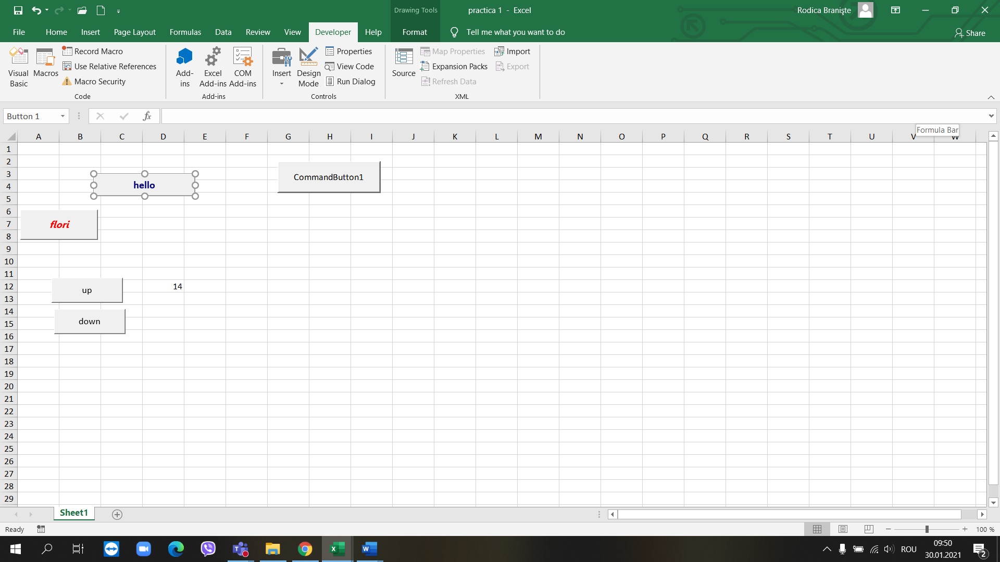 Drawing Tools
practica 1 - Excel
Rodica Braniște
File Home Insert Page Layout Formulas Data Review View Developer Help Format Tell me what you want to do Share
Visual Basic
Macros
Record Macro
Use Relative References
Macro Security
Code
Add-ins
Excel Add-ins
COM Add-ins
Add-ins
Insert
Design Mode
Properties
View Code
Run Dialog
Controls
Source
Map Properties
Expansion Packs
Refresh Data
Import
Export
XML
Button 1
fx
Formula Bar
A B C D E F G H I J K L M N O P Q R S T U V W
1
2
3
4
5
6
7
8
9
10
11
12
13
14
15
16
17
18
19
20
21
22
23
24
25
26
27
28
29
hello
CommandButton1
flori
up
14
down
Sheet1
Ready
100 %
ROU
09:50
30.01.2021
2